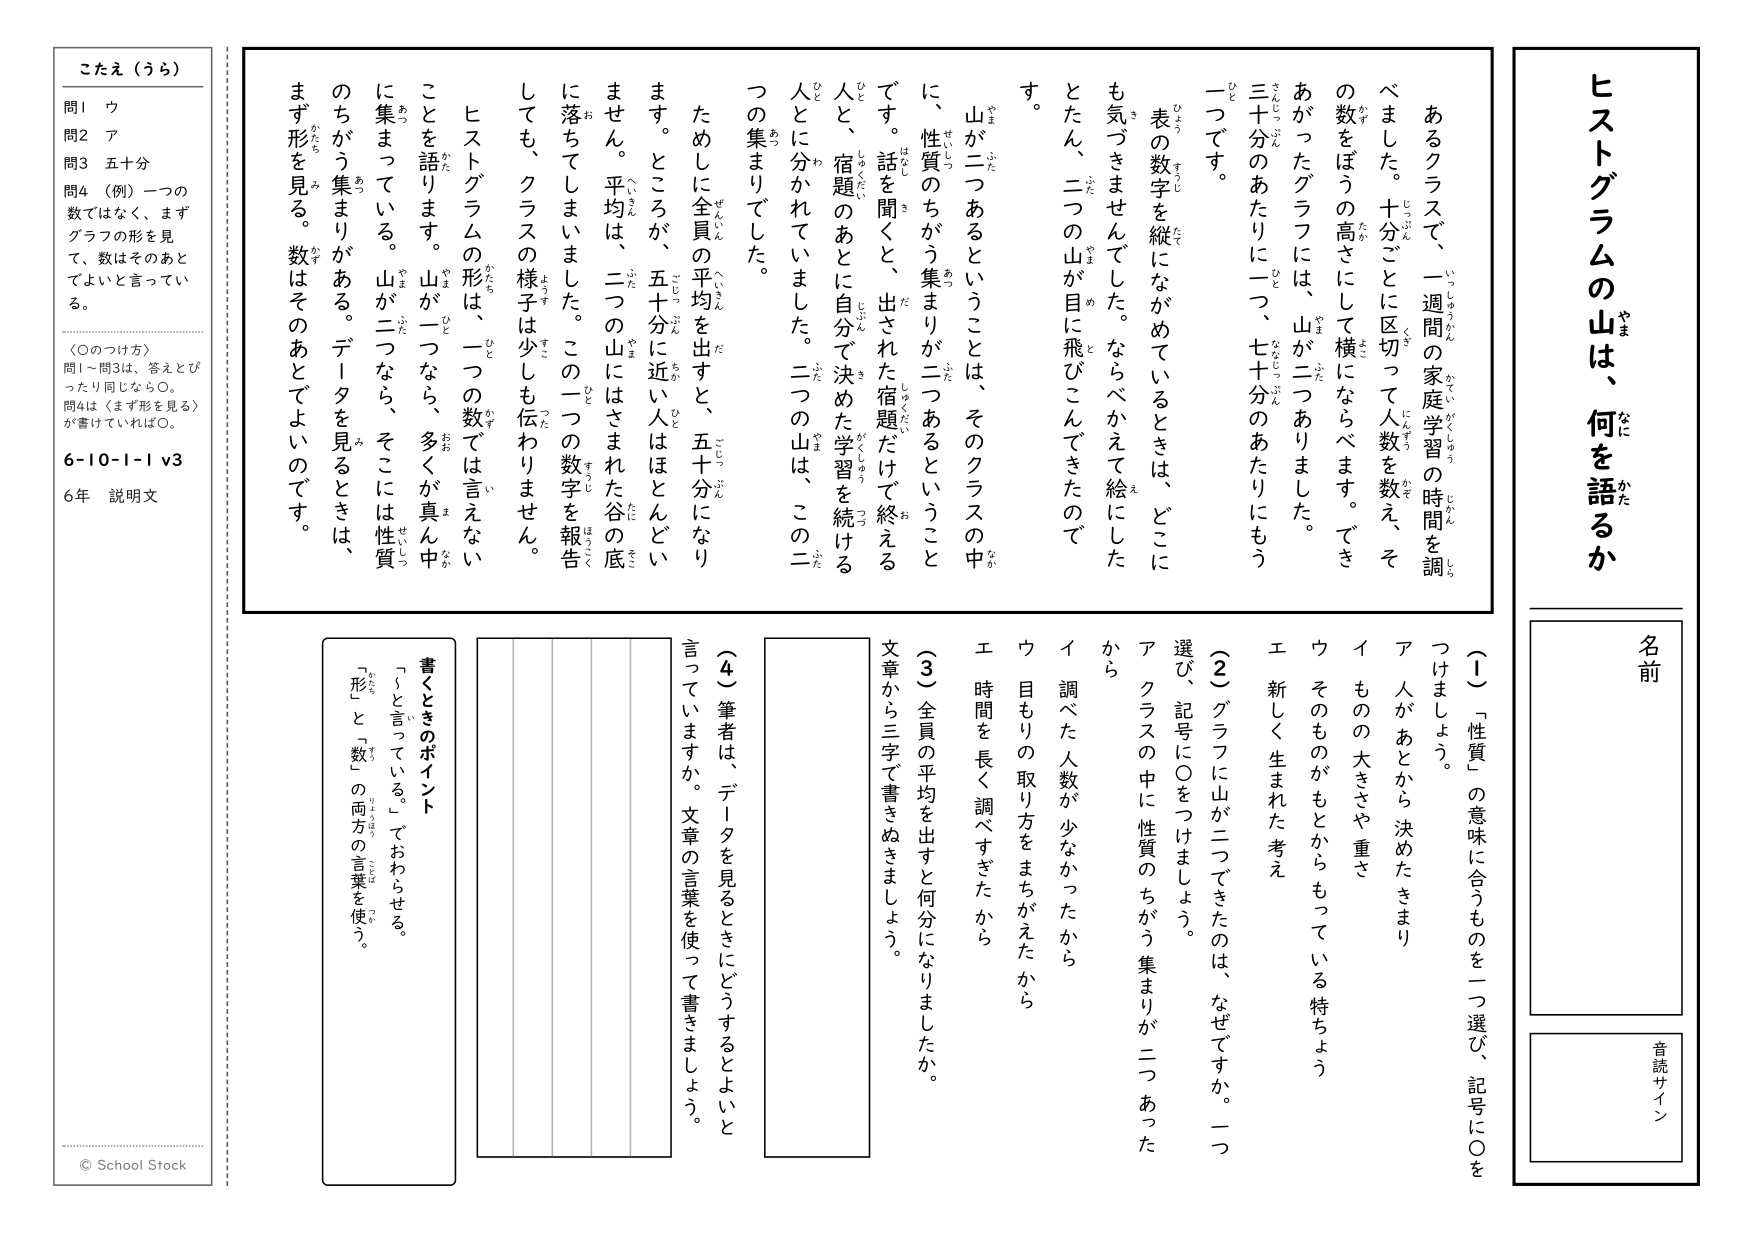 ヒストグラムの山は、何を語るか
やま
なに
かた
名前
音読サイン
あるクラスで、一週間の家庭学習の時間を調
べました。十分ごとに区切って人数を数え、そ
の数をぼうの高さにして横にならべます。でき
あがったグラフには、山が二つありました。
三十分のあたりに一つ、七十分のあたりにもう
一つです。
表の数字を縦にながめているときは、どこに
も気づきませんでした。ならべかえて絵にした
とたん、二つの山が目に飛びこんできたので
す。
山が二つあるということは、そのクラスの中
に、性質のちがう集まりが二つあるということ
です。話を聞くと、出された宿題だけで終える
人と、宿題のあとに自分で決めた学習を続ける
人とに分かれていました。二つの山は、この二
つの集まりでした。
ためしに全員の平均を出すと、五十分になり
ます。ところが、五十分に近い人はほとんどい
ません。平均は、二つの山にはさまれた谷の底
に落ちてしまいました。この一つの数字を報告
しても、クラスの様子は少しも伝わりません。
ヒストグラムの形は、一つの数では言えない
ことを語ります。山が一つなら、多くが真ん中
に集まっている。山が二つなら、そこには性質
のちがう集まりがある。データを見るときは、
まず形を見る。数はそのあとでよいのです。
(1)「性質」の意味に合うものを一つ選び、記号に○を
つけましょう。
ア 人が あとから 決めた きまり
イ ものの 大きさや 重さ
ウ そのものが もとから もって いる 特ちょう
エ 新しく 生まれた 考え
(2)グラフに山が二つできたのは、なぜですか。一つ
選び、記号に○をつけましょう。
ア クラスの 中に 性質の ちがう 集まりが 二つ あった
から
イ 調べた 人数が 少なかった から
ウ 目もりの 取り方を まちがえた から
エ 時間を 長く 調べすぎた から
(3)全員の平均を出すと何分になりましたか。
文章から三字で書きぬきましょう。
(4)筆者は、データを見るときにどうするとよいと
言っていますか。文章の言葉を使って書きましょう。
書くときのポイント
「〜と言っている。」でおわらせる。
「形」と「数」の両方の言葉を使う。
こたえ（うら）
問1 ウ
問2 ア
問3 五十分
問4 （例）一つの
数ではなく、まず
グラフの形を見
て、数はそのあと
でよいと言ってい
る。
〈○のつけ方〉
問1〜問3は、答えとぴ
ったり同じなら○。
問4は〈まず形を見る〉
が書けていれば○。
6-10-1-1 v3
6年 説明文
© School Stock